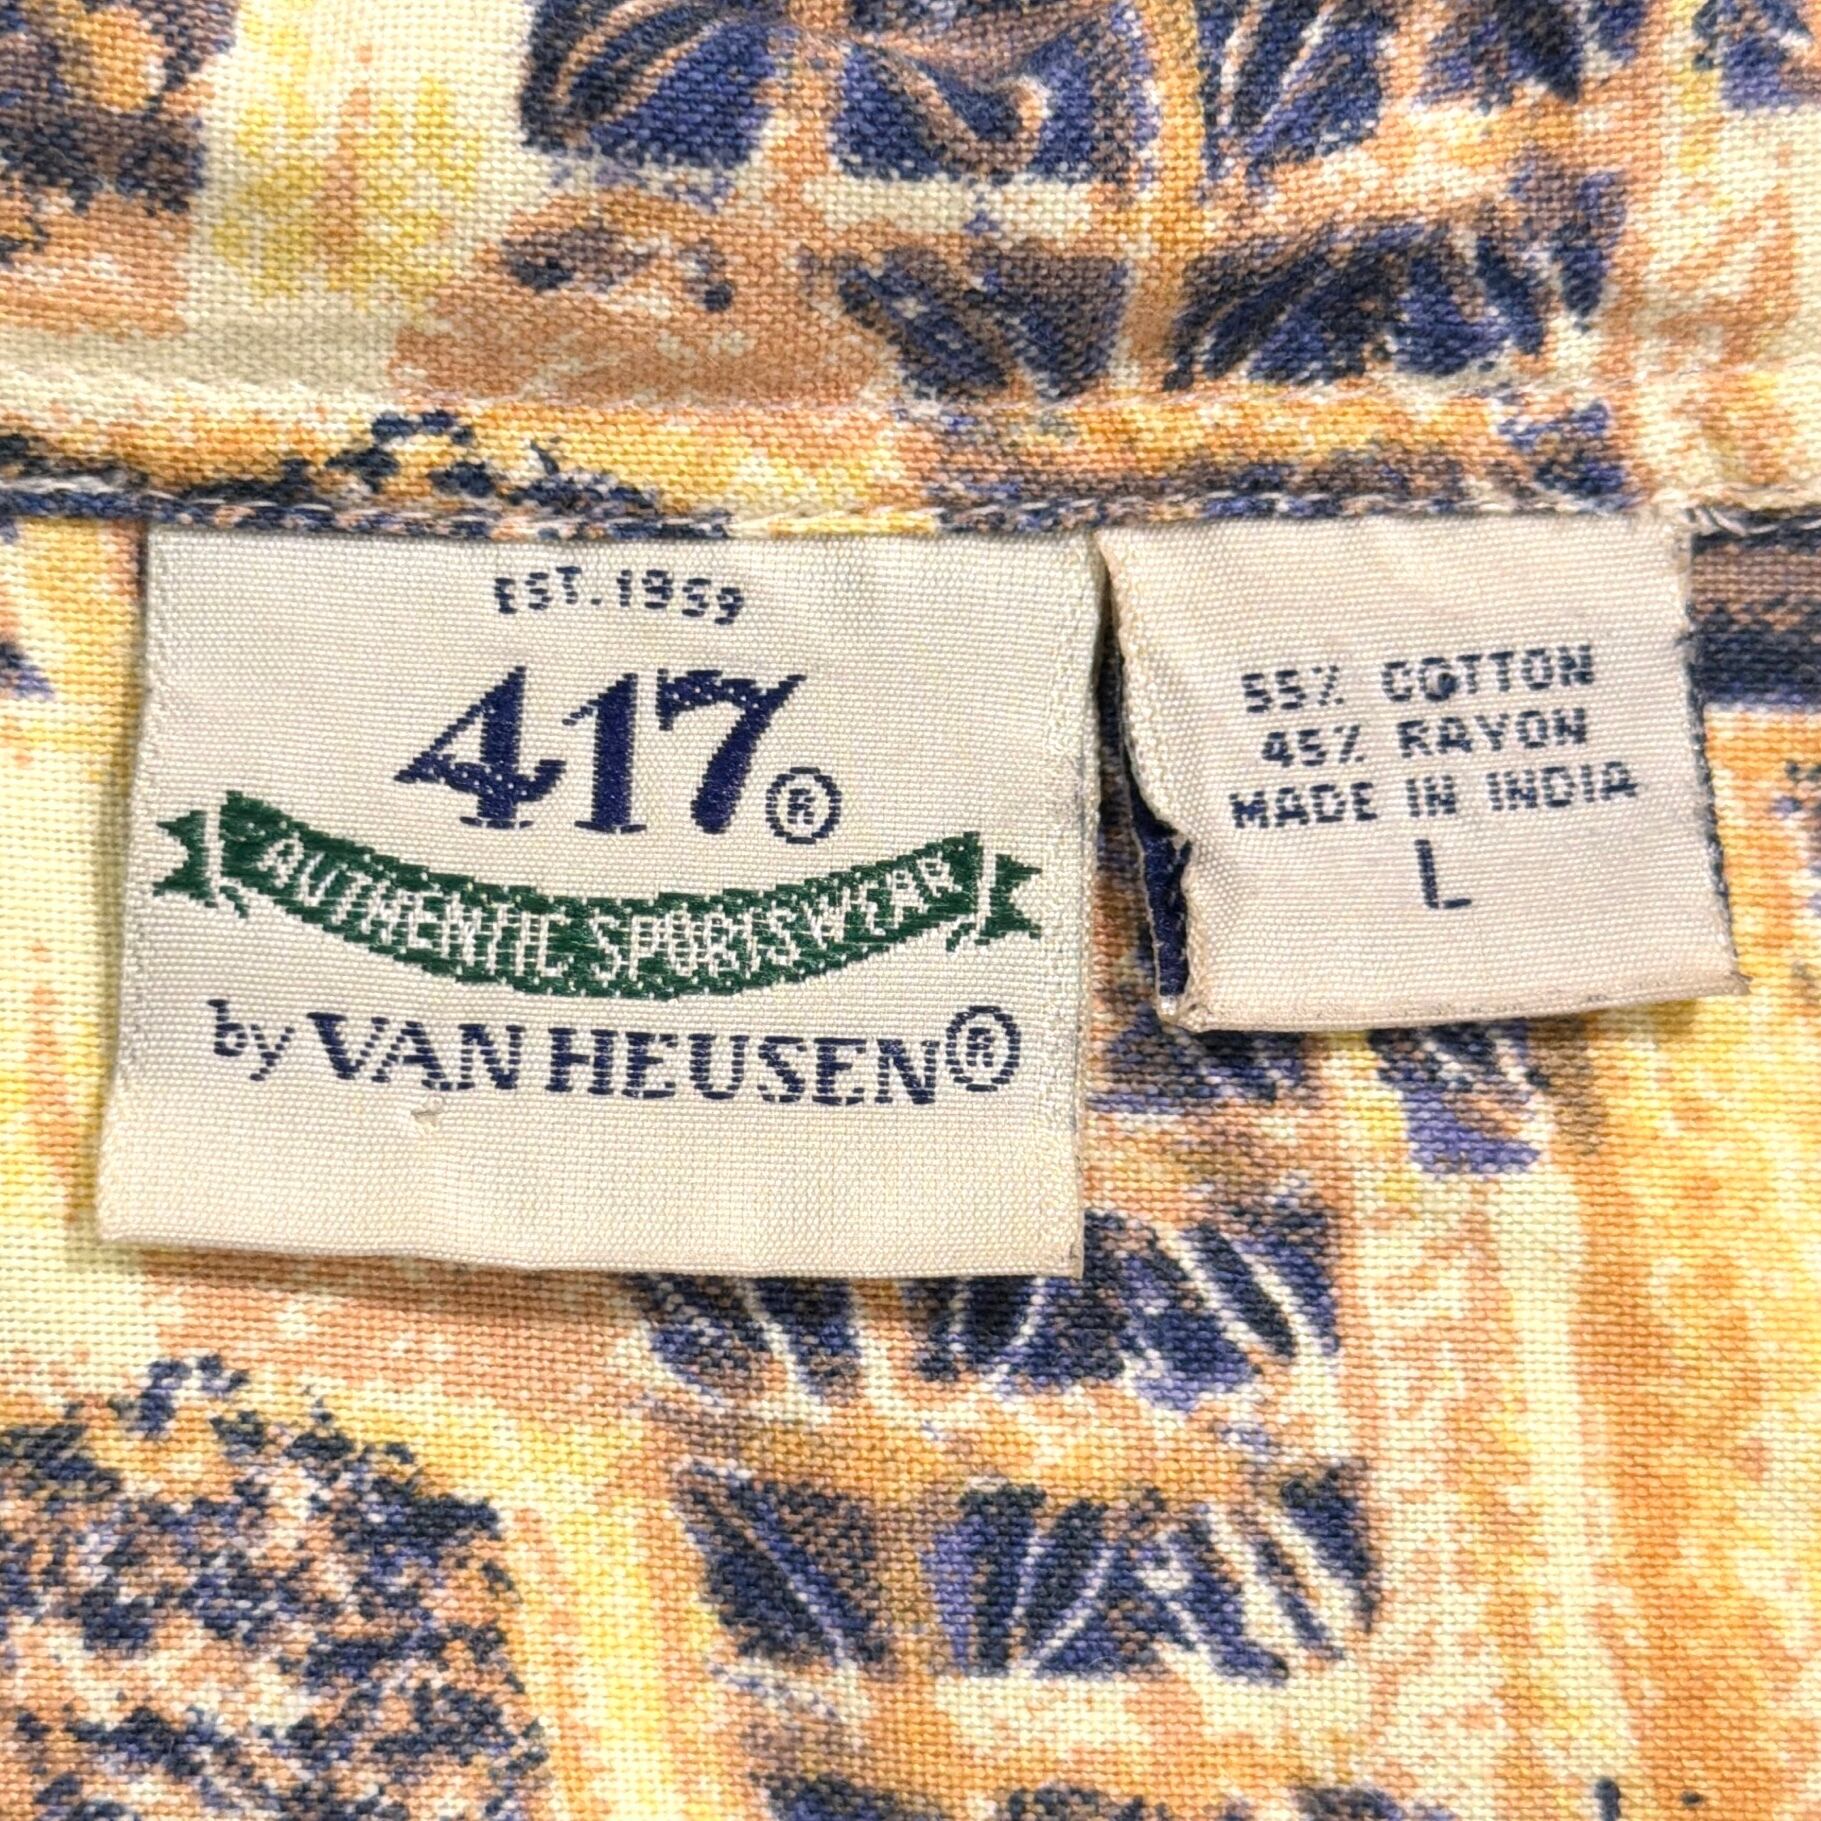 EST. 1959
417®
AUTHENTIC SPORTSWEAR
by VAN HEUSEN®
55% COTTON
45% RAYON
MADE IN INDIA
L